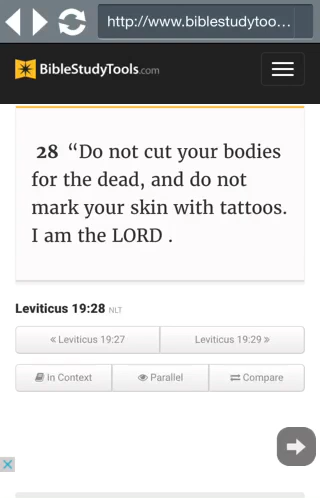 http://www.biblestudytoo...
BibleStudyTools.com
28 “Do not cut your bodies
for the dead, and do not
mark your skin with tattoos.
I am the LORD .
Leviticus 19:28 NLT
« Leviticus 19:27 Leviticus 19:29 »
In Context Parallel Compare